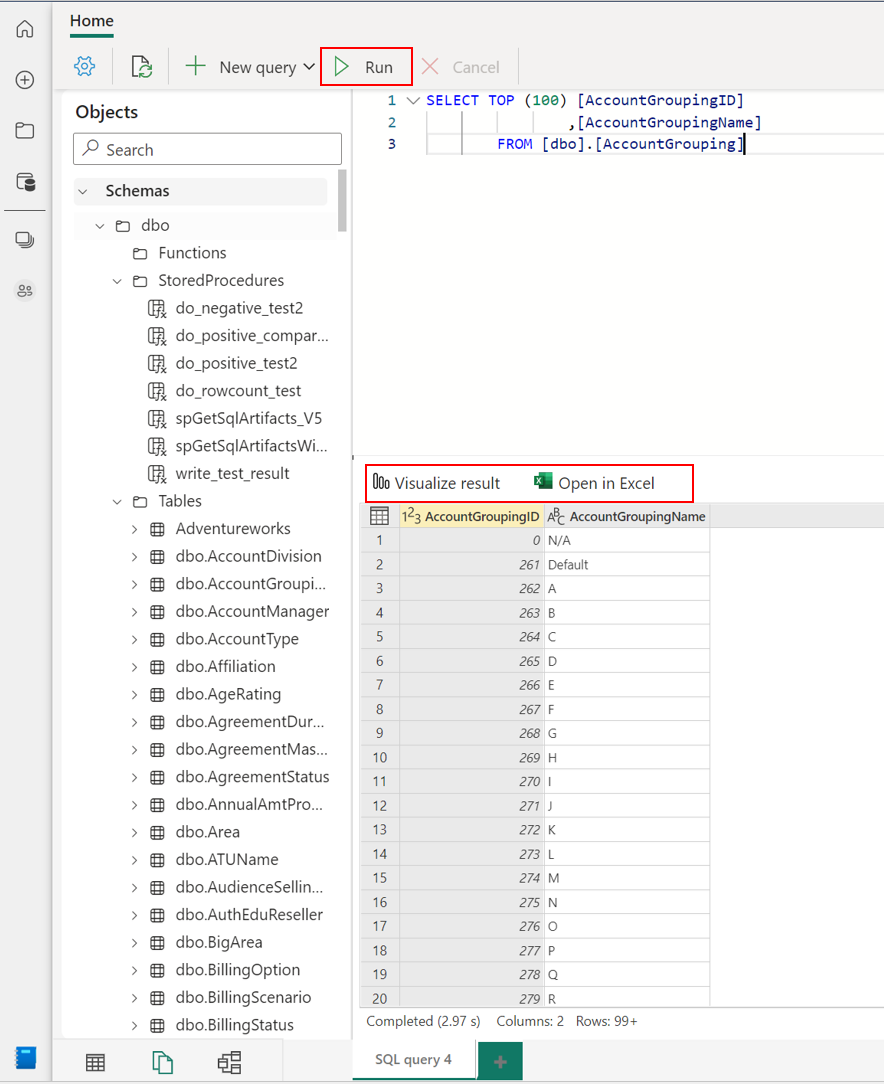 Home
New query
Run
Cancel
Objects
Search
Schemas
dbo
Functions
StoredProcedures
do_negative_test2
do_positive_compar...
do_positive_test2
do_rowcount_test
spGetSqlArtifacts_V5
spGetSqlArtifactsWi...
write_test_result
Tables
Adventureworks
dbo.AccountDivision
dbo.AccountGroupi...
dbo.AccountManager
dbo.AccountType
dbo.Affiliation
dbo.AgeRating
dbo.AgreementDur...
dbo.AgreementMas...
dbo.AgreementStatus
dbo.AnnualAmtPro...
dbo.Area
dbo.ATUName
dbo.AudienceSellin...
dbo.AuthEduReseller
dbo.BigArea
dbo.BillingOption
dbo.BillingScenario
dbo.BillingStatus
1 SELECT TOP (100) [AccountGroupingID]
2 ,[AccountGroupingName]
3 FROM [dbo].[AccountGrouping]
Visualize result Open in Excel
123 AccountGroupingID ABC AccountGroupingName
1 0 N/A
2 261 Default
3 262 A
4 263 B
5 264 C
6 265 D
7 266 E
8 267 F
9 268 G
10 269 H
11 270 I
12 271 J
13 272 K
14 273 L
15 274 M
16 275 N
17 276 O
18 277 P
19 278 Q
20 279 R
Completed (2.97 s) Columns: 2 Rows: 99+
SQL query 4